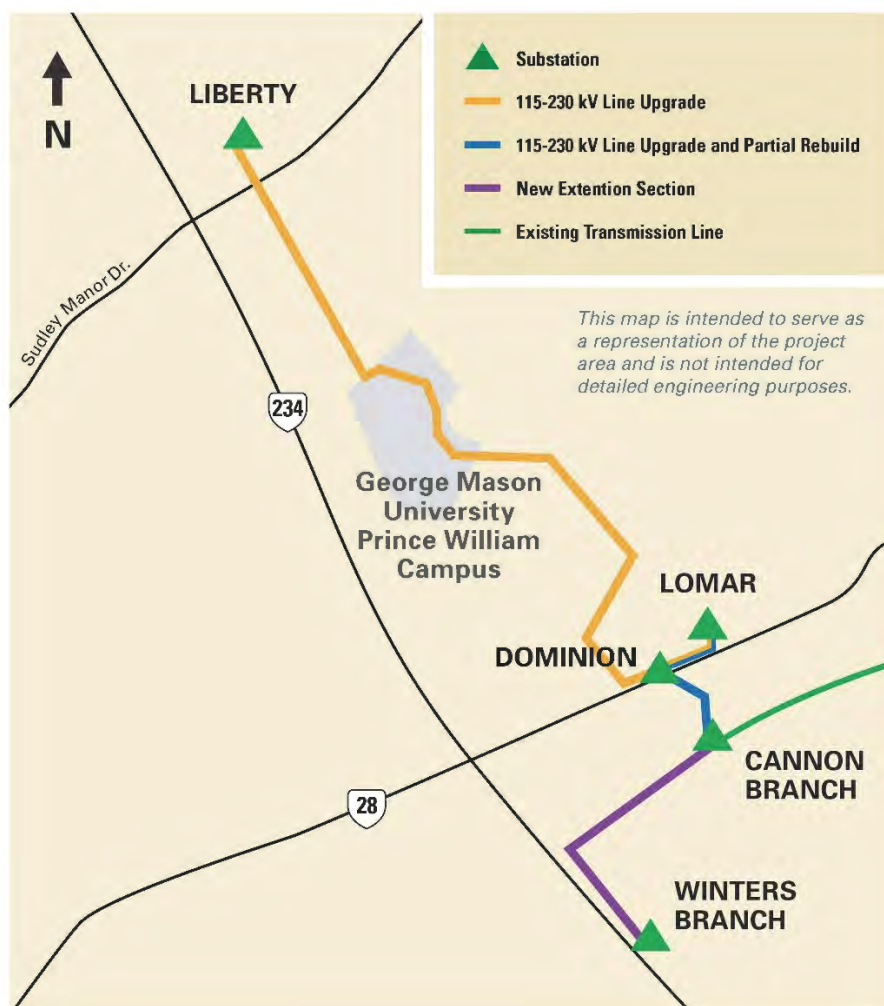 N
LIBERTY
Substation
115-230 kV Line Upgrade
115-230 kV Line Upgrade and Partial Rebuild
New Extention Section
Existing Transmission Line
This map is intended to serve as
a representation of the project
area and is not intended for
detailed engineering purposes.
Sudley Manor Dr.
234
George Mason
University
Prince William
Campus
LOMAR
DOMINION
CANNON
BRANCH
28
WINTERS
BRANCH